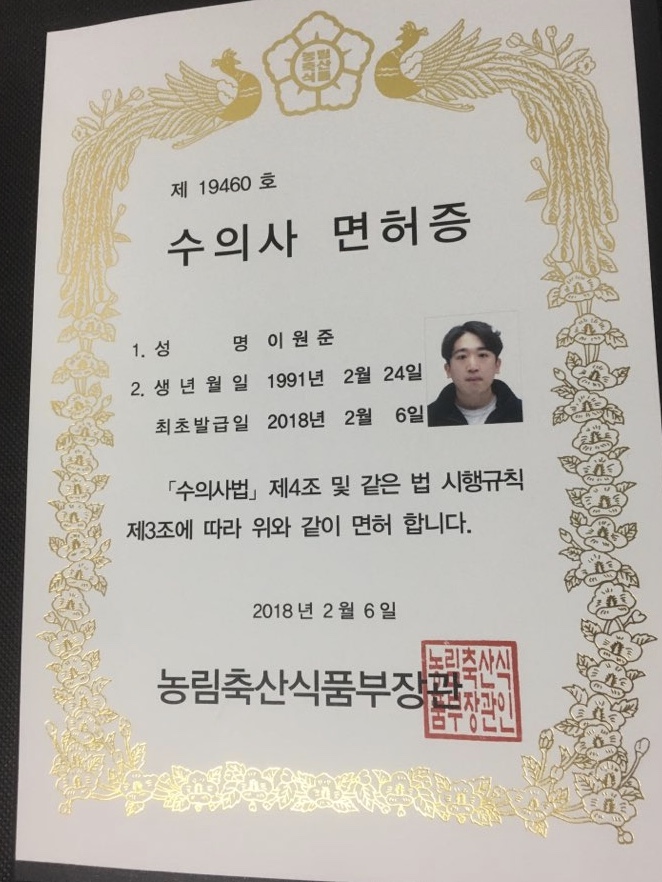 농림
축산
식품
제 19460 호
수의사 면허증
1. 성 명 이원준
2. 생년월일 1991년 2월 24일
최초발급일 2018년 2월 6일
「수의사법」 제4조 및 같은 법 시행규칙
제3조에 따라 위와 같이 면허 합니다.
2018년 2월 6일
농림축산식품부장관
농림축산식
품부장관인